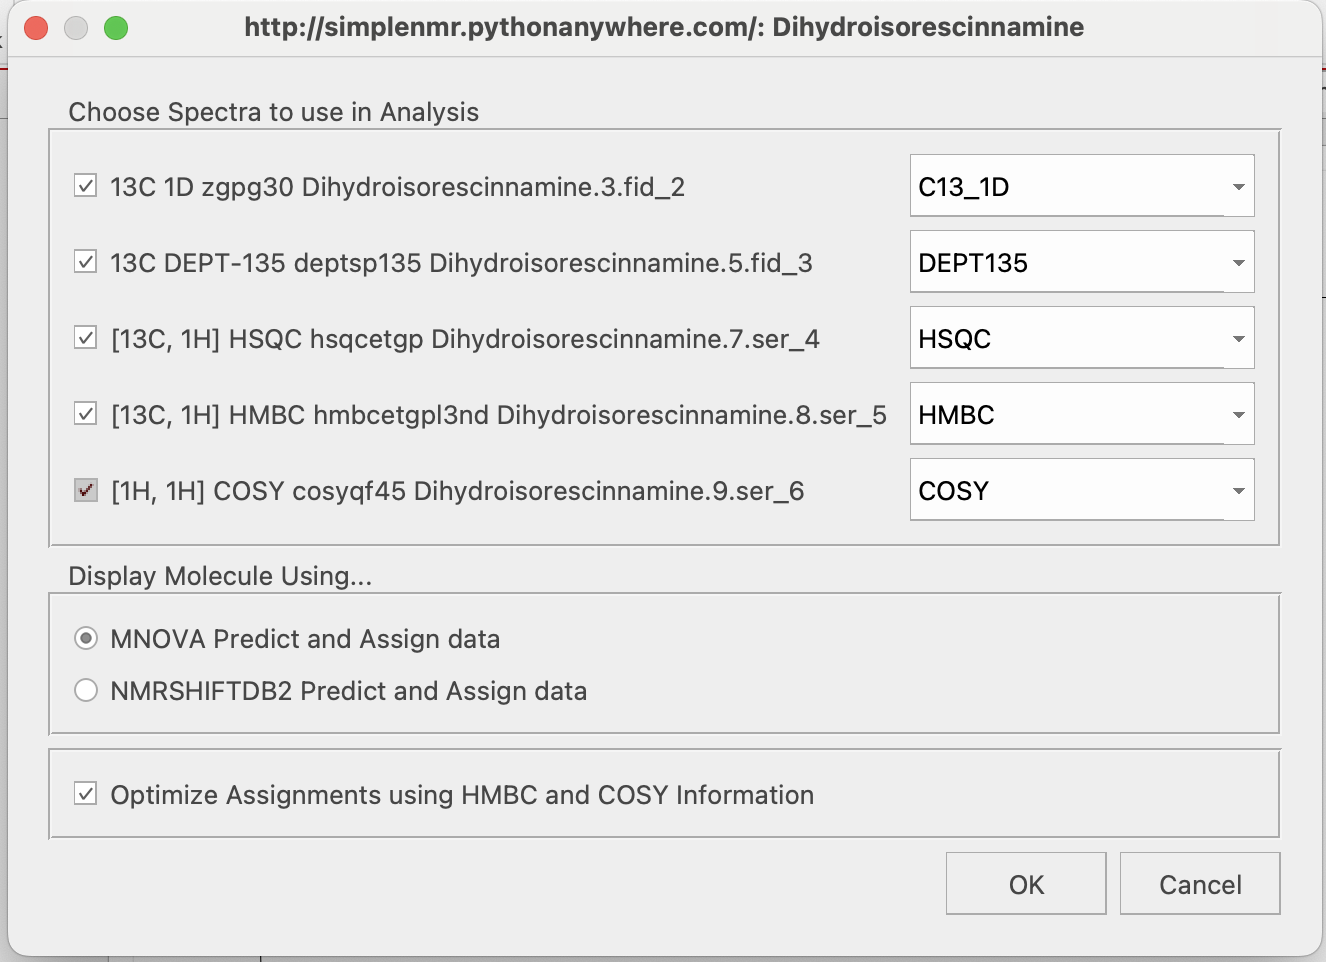 http://simplenmr.pythonanywhere.com/: Dihydroisorescinnamine
Choose Spectra to use in Analysis
13C 1D zgpg30 Dihydroisorescinnamine.3.fid_2
C13_1D
13C DEPT-135 deptsp135 Dihydroisorescinnamine.5.fid_3
DEPT135
[13C, 1H] HSQC hsqcetgp Dihydroisorescinnamine.7.ser_4
HSQC
[13C, 1H] HMBC hmbcetgpl3nd Dihydroisorescinnamine.8.ser_5
HMBC
[1H, 1H] COSY cosyqf45 Dihydroisorescinnamine.9.ser_6
COSY
Display Molecule Using...
MNOVA Predict and Assign data
NMRSHIFTDB2 Predict and Assign data
Optimize Assignments using HMBC and COSY Information
OK
Cancel